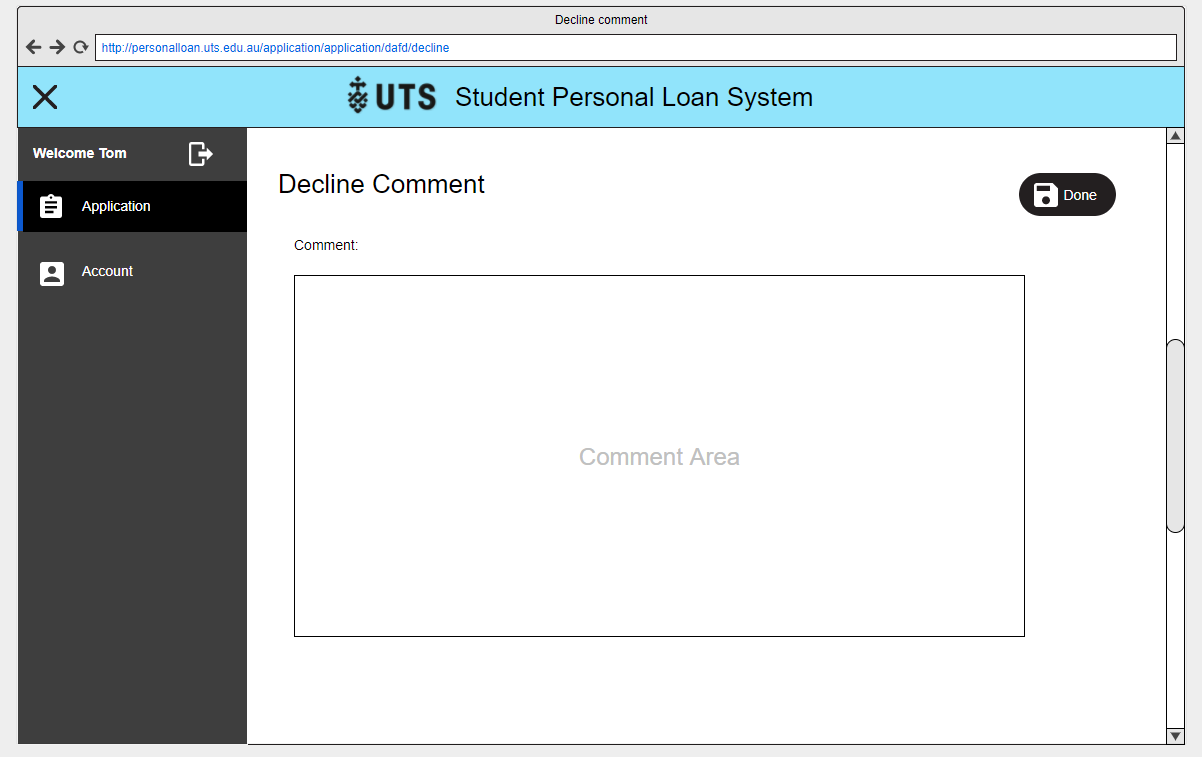 Decline comment
http://personalloan.uts.edu.au/application/application/dafd/decline
UTS Student Personal Loan System
Welcome Tom
Application
Account
Decline Comment
Done
Comment:
Comment Area